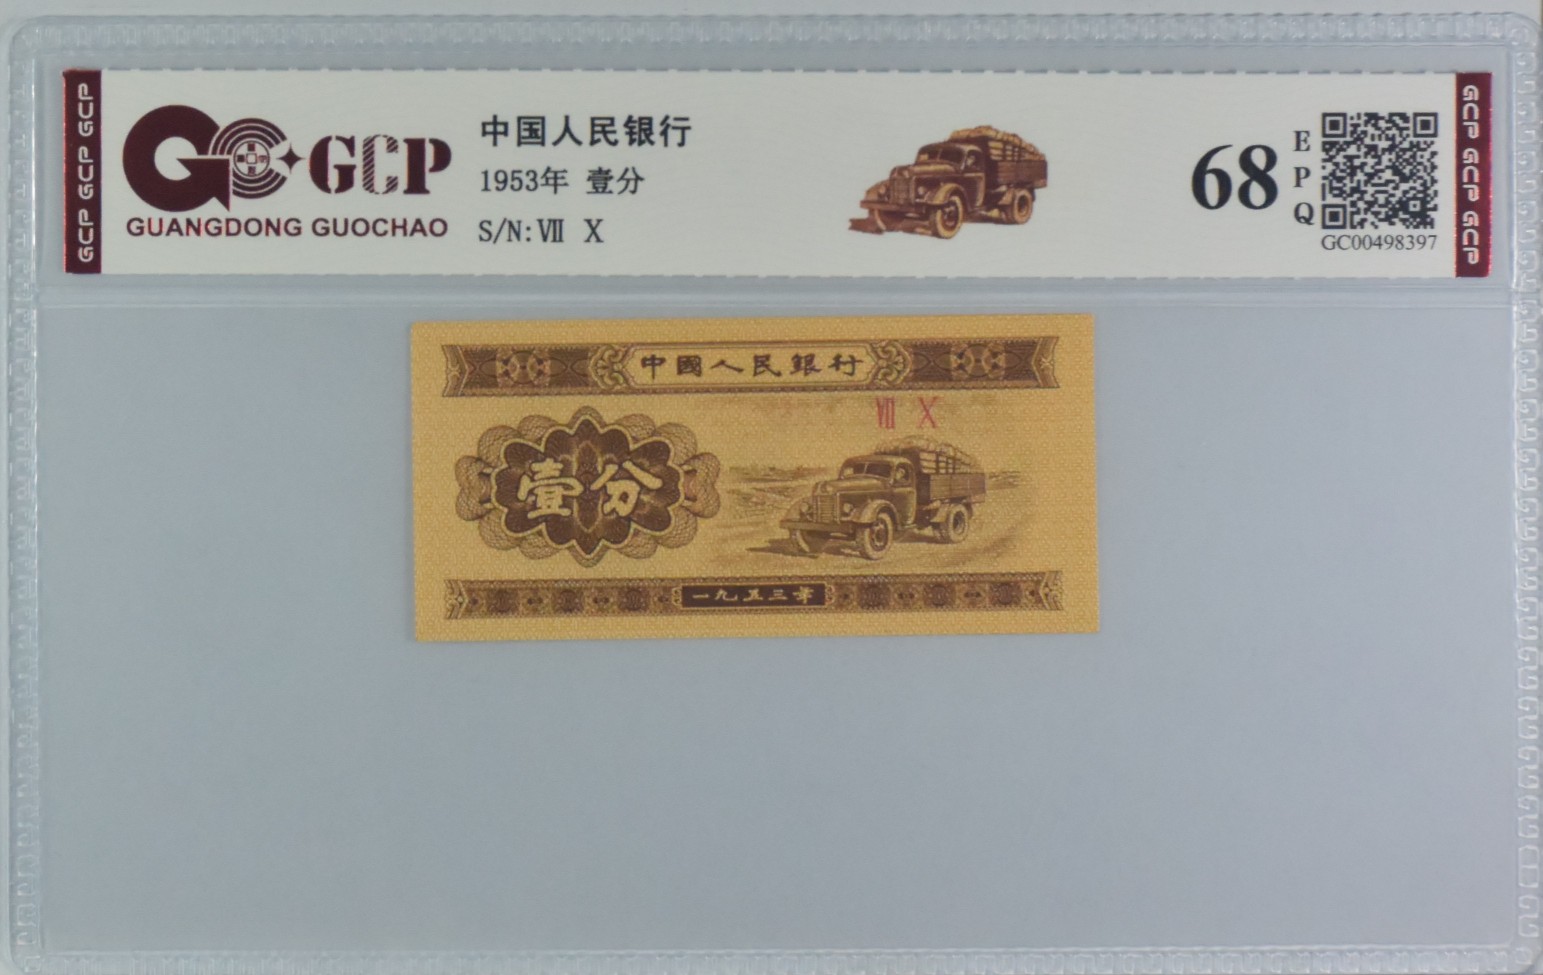 GCP GCP GCP
GCP
GUANGDONG GUOCHAO
中国人民银行
1953年 壹分
S/N: Ⅶ Ⅹ
68
E
P
Q
GC00498397
GCP GCP GCP
中國人民銀行
Ⅶ Ⅹ
壹分
一九五三年